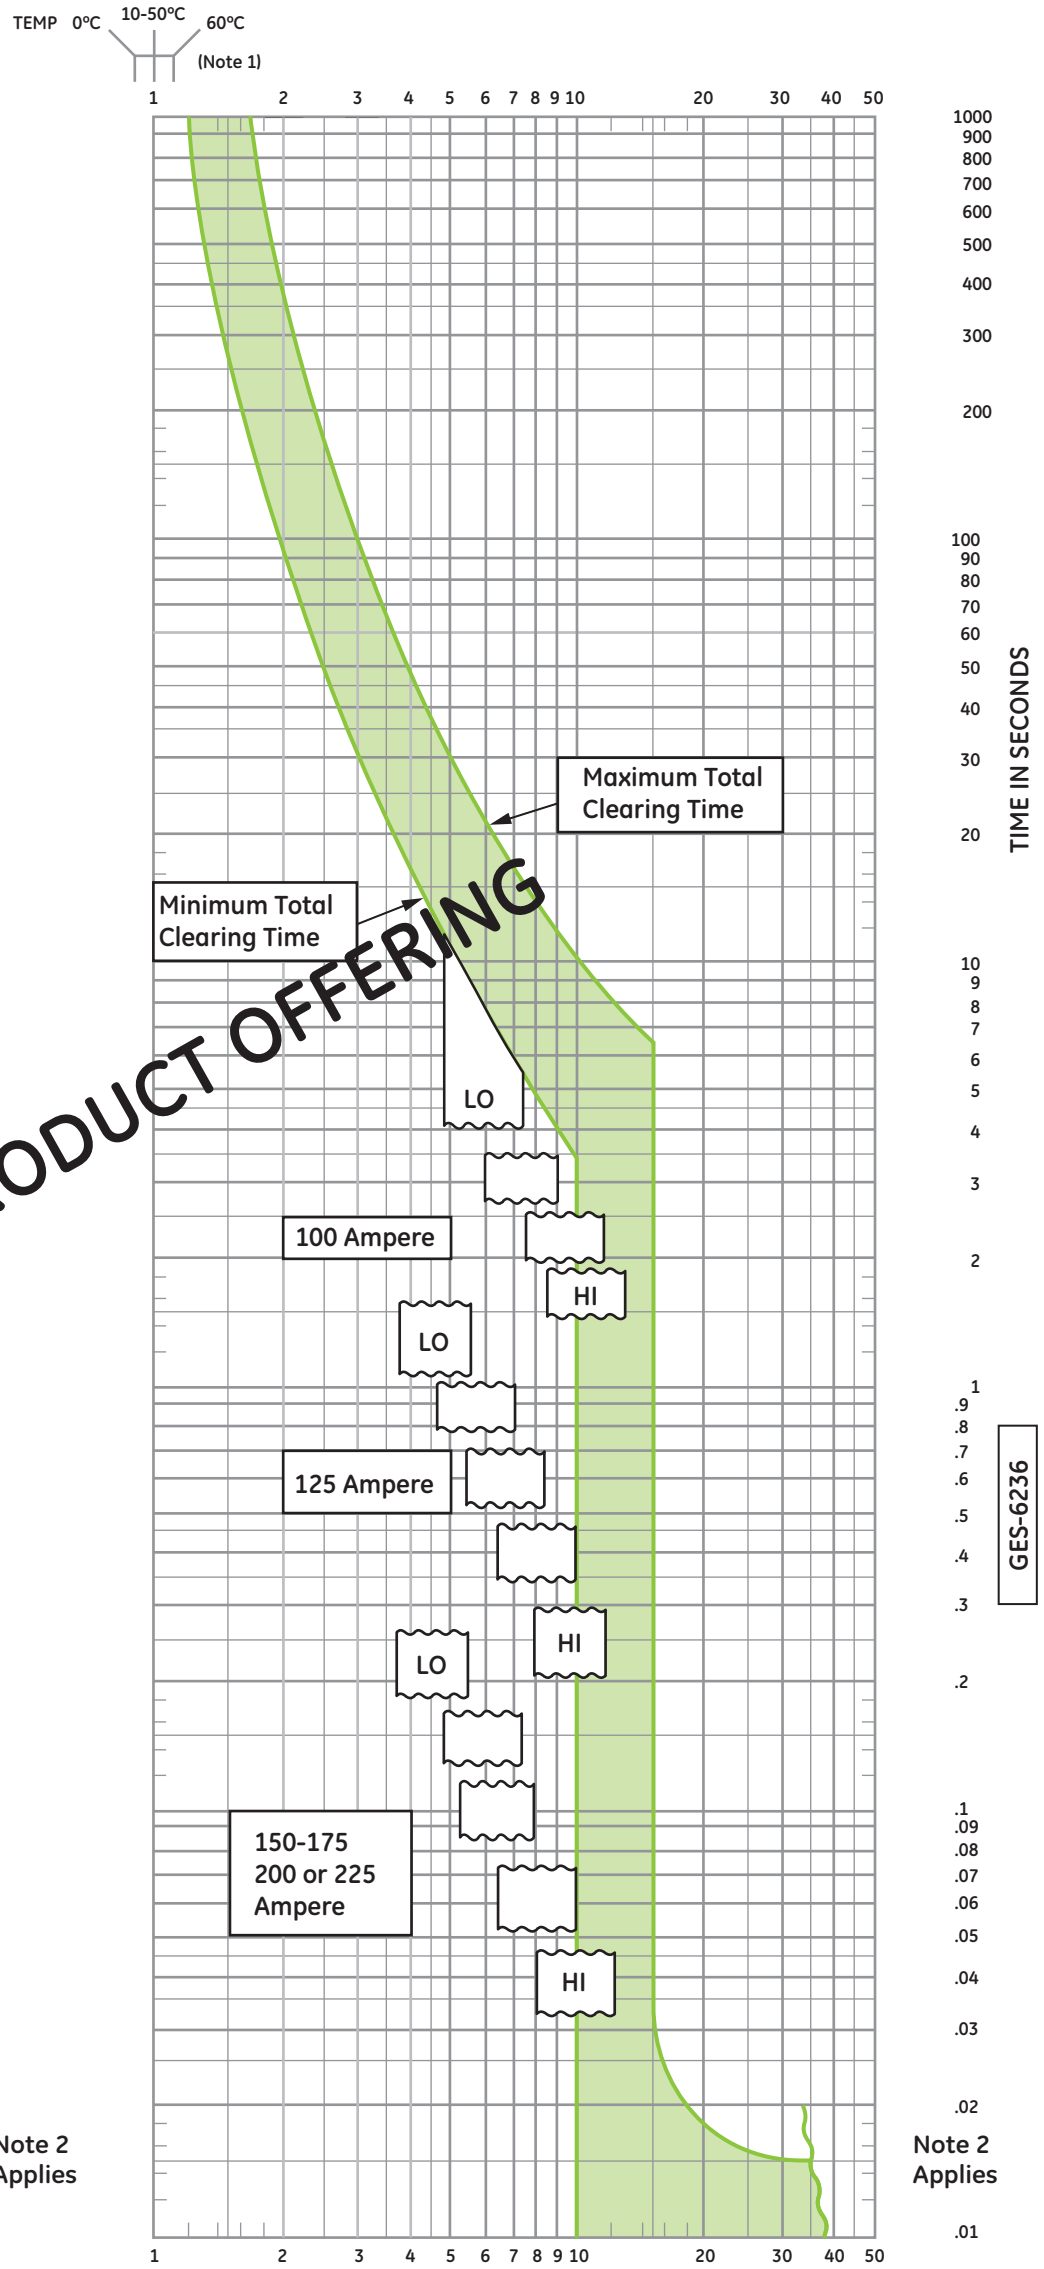 TEMP 0ºC 10-50ºC 60ºC
(Note 1)
1 2 3 4 5 6 7 8 9 10 20 30 40 50
1000
900
800
700
600
500
400
300
200
100
90
80
70
60
50
40
30
20
10
9
8
7
6
5
4
3
2
1
.9
.8
.7
.6
.5
.4
.3
.2
.1
.09
.08
.07
.06
.05
.04
.03
.02
.01
TIME IN SECONDS
GES-6236
Maximum Total
Clearing Time
Minimum Total
Clearing Time
ODUCT OFFERING
LO
100 Ampere
HI
LO
125 Ampere
HI
LO
150-175
200 or 225
Ampere
HI
Note 2
Applies
Note 2
Applies
1 2 3 4 5 6 7 8 9 10 20 30 40 50